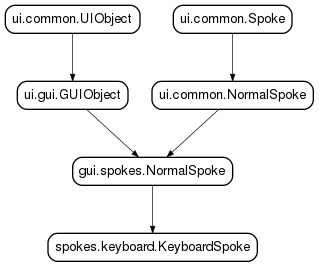 ui.common.UIObject
ui.common.Spoke
ui.gui.GUIObject
ui.common.NormalSpoke
gui.spokes.NormalSpoke
spokes.keyboard.KeyboardSpoke